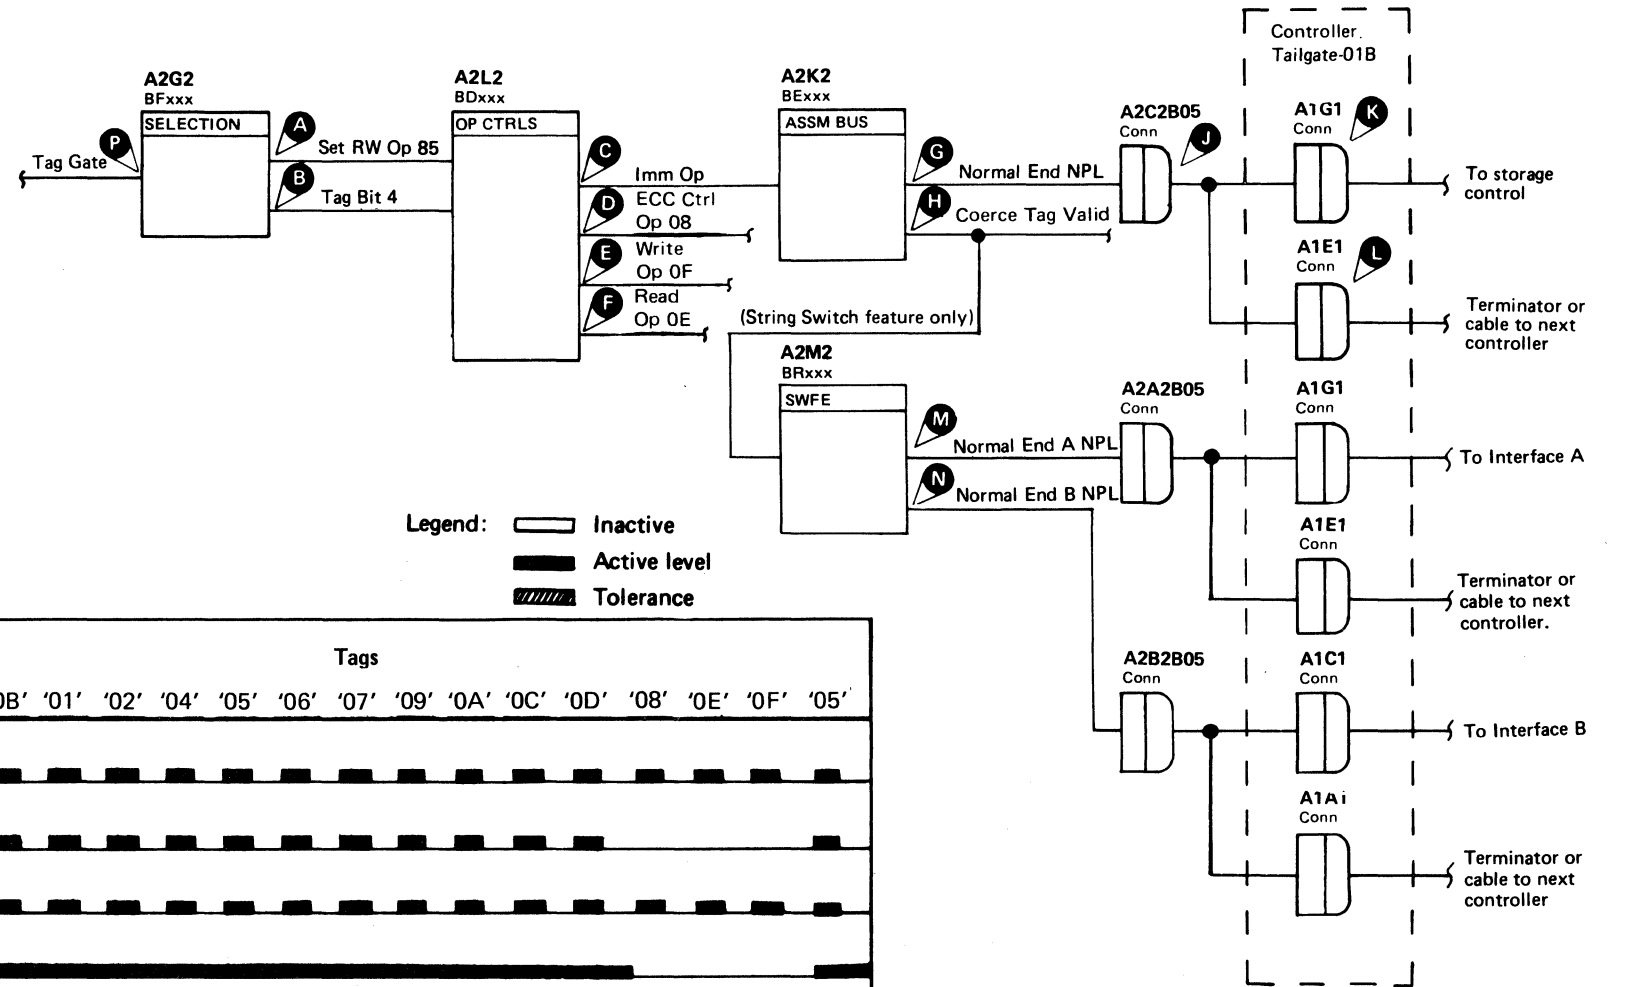 Controller.
Tailgate-01B
A2G2
BFxxx
SELECTION
A2L2
BDxxx
OP CTRLS
A2K2
BExxx
ASSM BUS
A2C2B05
Conn
A1G1
Conn
P
Tag Gate
A
Set RW Op 85
B
Tag Bit 4
C
Imm Op
D
ECC Ctrl
Op 08
E
Write
Op 0F
F
Read
Op 0E
G
Normal End NPL
H
Coerce Tag Valid
J
K
To storage
control
A1E1
Conn
L
Terminator or
cable to next
controller
(String Switch feature only)
A2M2
BRxxx
SWFE
M
Normal End A NPL
N
Normal End B NPL
A2A2B05
Conn
A1G1
Conn
To Interface A
A1E1
Conn
Terminator or
cable to next
controller.
A2B2B05
Conn
A1C1
Conn
To Interface B
A1Ai
Conn
Terminator or
cable to next
controller
Legend:
Inactive
Active level
Tolerance
Tags
0B' '01' '02' '04' '05' '06' '07' '09' '0A' '0C' '0D' '08' '0E' '0F' '05'